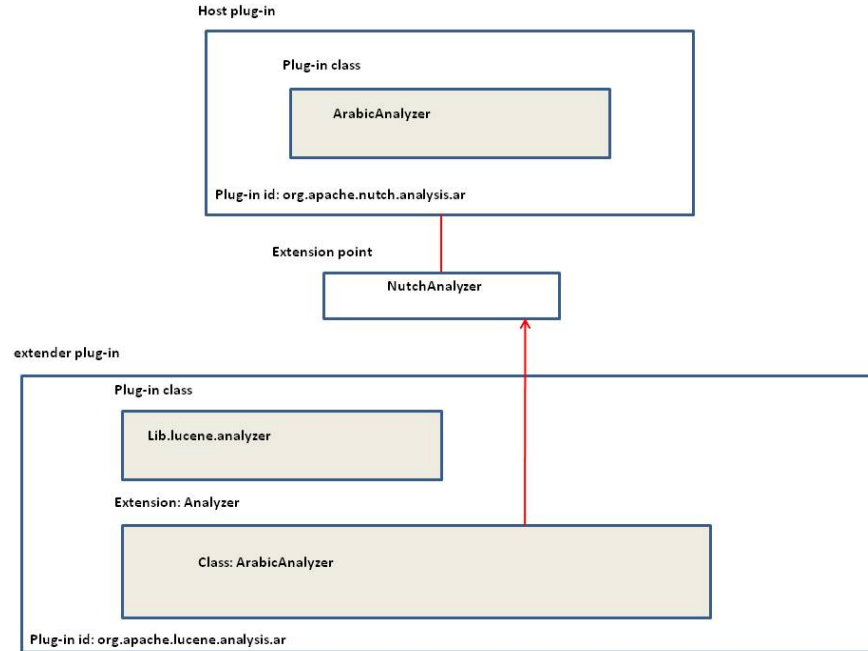 Host plug-in
Plug-in class
ArabicAnalyzer
Plug-in id: org.apache.nutch.analysis.ar
Extension point
NutchAnalyzer
extender plug-in
Plug-in class
Lib.lucene.analyzer
Extension: Analyzer
Class: ArabicAnalyzer
Plug-in id: org.apache.lucene.analysis.ar